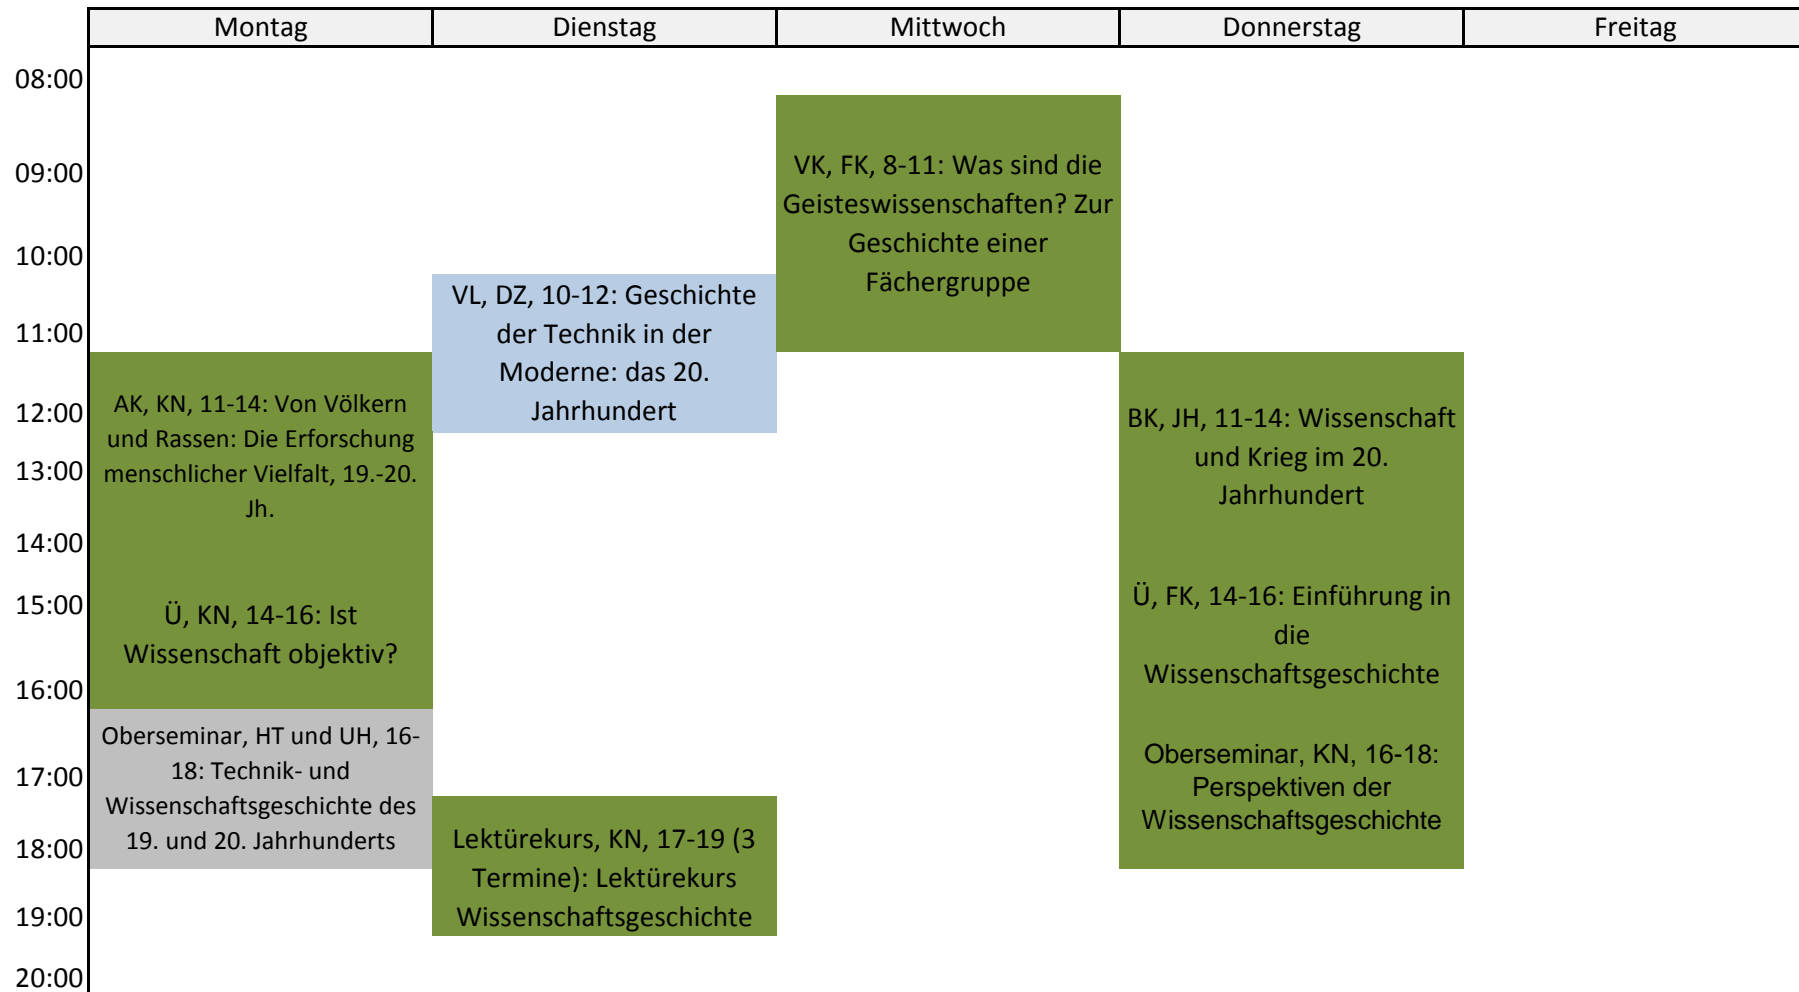 Montag
Dienstag
Mittwoch
Donnerstag
Freitag
08:00
09:00
10:00
11:00
12:00
13:00
14:00
15:00
16:00
17:00
18:00
19:00
20:00
AK, KN, 11-14: Von Völkern
und Rassen: Die Erforschung
menschlicher Vielfalt, 19.-20.
Jh.
Ü, KN, 14-16: Ist
Wissenschaft objektiv?
Oberseminar, HT und UH, 16-
18: Technik- und
Wissenschaftsgeschichte des
19. und 20. Jahrhunderts
VL, DZ, 10-12: Geschichte
der Technik in der
Moderne: das 20.
Jahrhundert
Lektürekurs, KN, 17-19 (3
Termine): Lektürekurs
Wissenschaftsgeschichte
VK, FK, 8-11: Was sind die
Geisteswissenschaften? Zur
Geschichte einer
Fächergruppe
BK, JH, 11-14: Wissenschaft
und Krieg im 20.
Jahrhundert
Ü, FK, 14-16: Einführung in
die
Wissenschaftsgeschichte
Oberseminar, KN, 16-18:
Perspektiven der
Wissenschaftsgeschichte